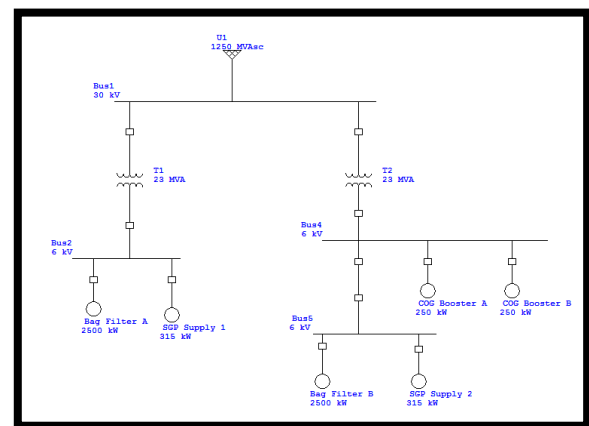 U1
1250 MVAsc
Bus1
30 kV
T1
23 MVA
T2
23 MVA
Bus2
6 kV
Bus4
6 kV
Bag Filter A
2500 kW
SGP Supply 1
315 kW
COG Booster A
250 kW
COG Booster B
250 kW
Bus5
6 kV
Bag Filter B
2500 kW
SGP Supply 2
315 kW